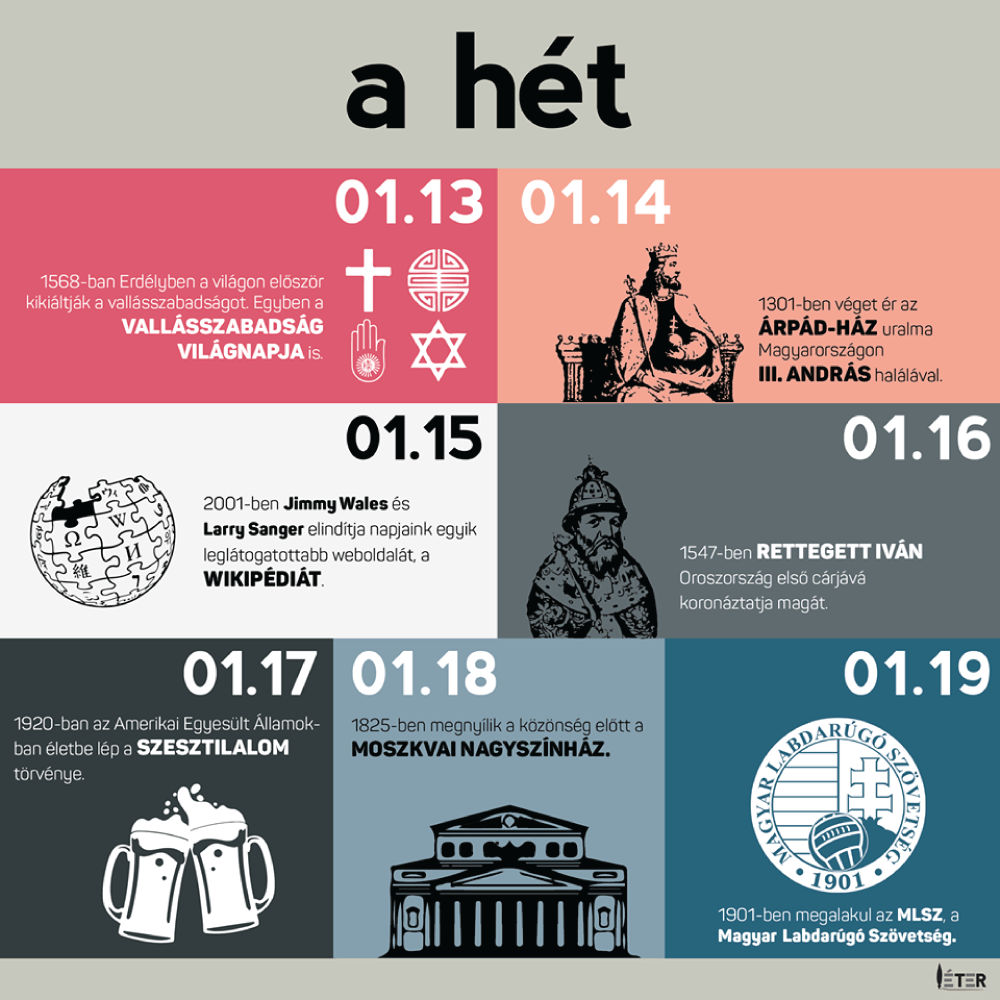 a hét
01.13
1568-ban Erdélyben a világon először
kikiáltják a vallásszabadságot. Egyben a
VALLÁSSZABADSÁG
VILÁGNAPJA is.
01.14
1301-ben véget ér az
ÁRPÁD-HÁZ uralma
Magyarországon
III. ANDRÁS halálával.
01.15
2001-ben Jimmy Wales és
Larry Sanger elindítja napjaink egyik
leglátogatottabb weboldalát, a
WIKIPÉDIÁT.
Ω
W
И
維
01.16
1547-ben RETTEGETT IVÁN
Oroszország első cárjává
koronáztatja magát.
01.17
1920-ban az Amerikai Egyesült Államok-
ban életbe lép a SZESZTILALOM
törvénye.
01.18
1825-ben megnyílik a közönség előtt a
MOSZKVAI NAGYSZÍNHÁZ.
01.19
MAGYAR LABDARÚGÓ SZÖVETSÉG
• 1901 •
1901-ben megalakul az MLSZ, a
Magyar Labdarúgó Szövetség.
ÉTER